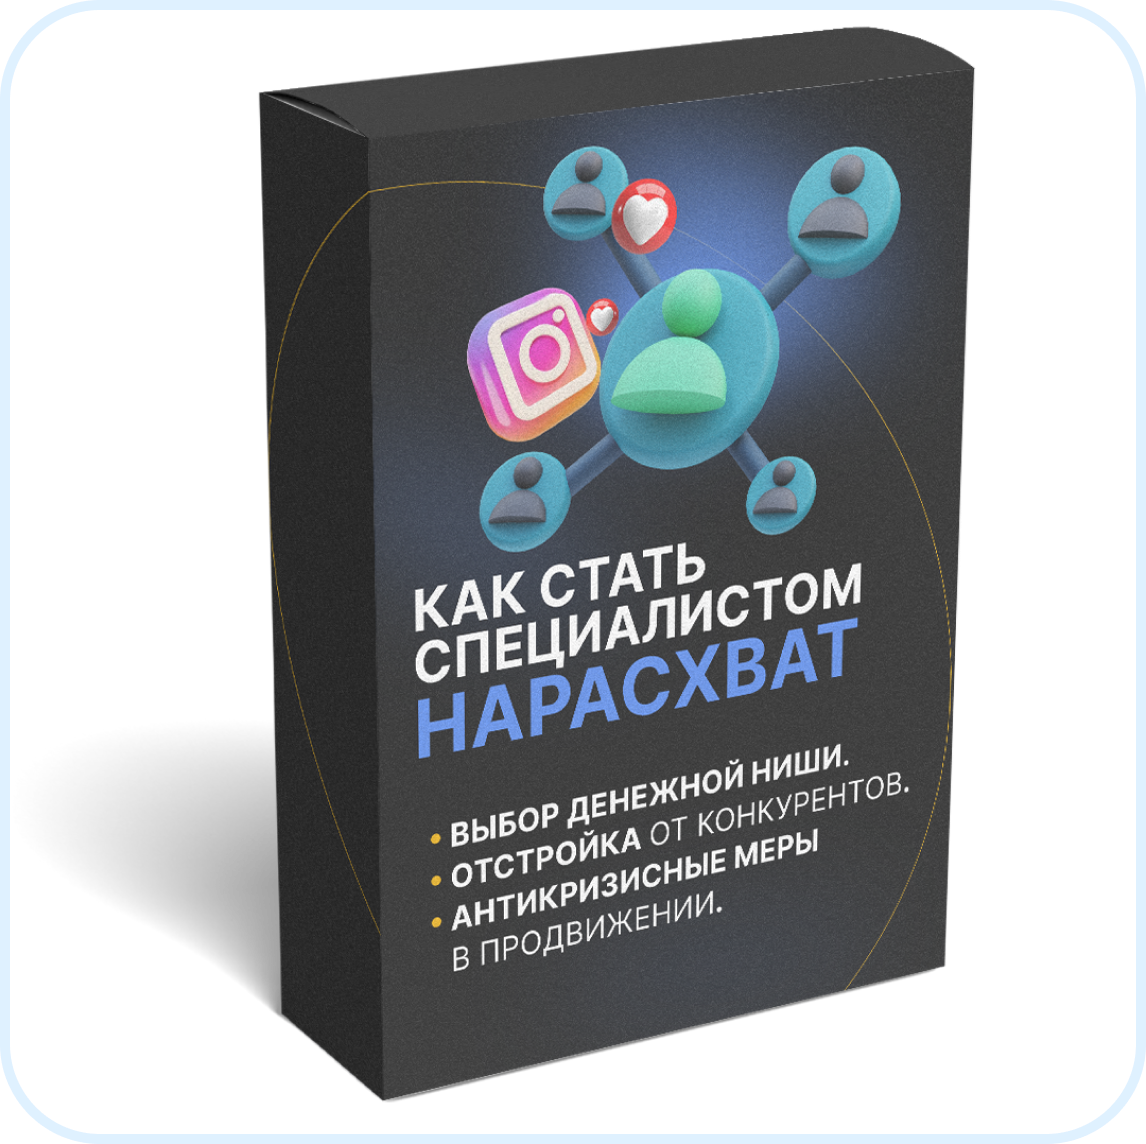 КАК СТАТЬ
СПЕЦИАЛИСТОМ
НАРАСХВАТ
• ВЫБОР ДЕНЕЖНОЙ НИШИ.
• ОТСТРОЙКА ОТ КОНКУРЕНТОВ.
• АНТИКРИЗИСНЫЕ МЕРЫ
В ПРОДВИЖЕНИИ.